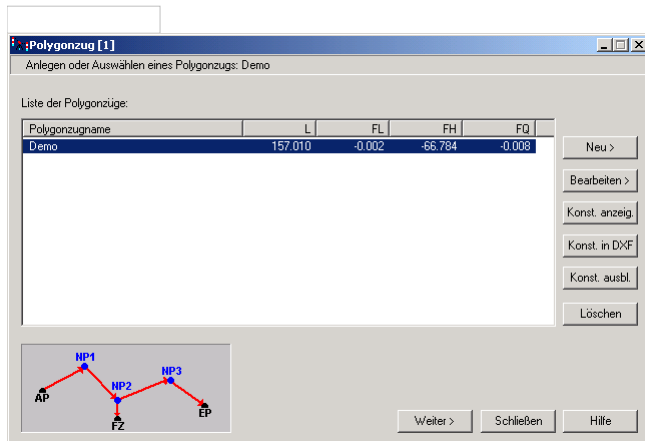 Polygonzug [1]
Anlegen oder Auswählen eines Polygonzugs: Demo
Liste der Polygonzüge:
Polygonzugname L FL FH FQ
Demo 157.010 -0.002 -66.784 -0.008
Neu >
Bearbeiten >
Konst. anzeig.
Konst. in DXF
Konst. ausbl.
Löschen
NP1
NP3
NP2
AP
EP
FZ
Weiter > Schließen Hilfe